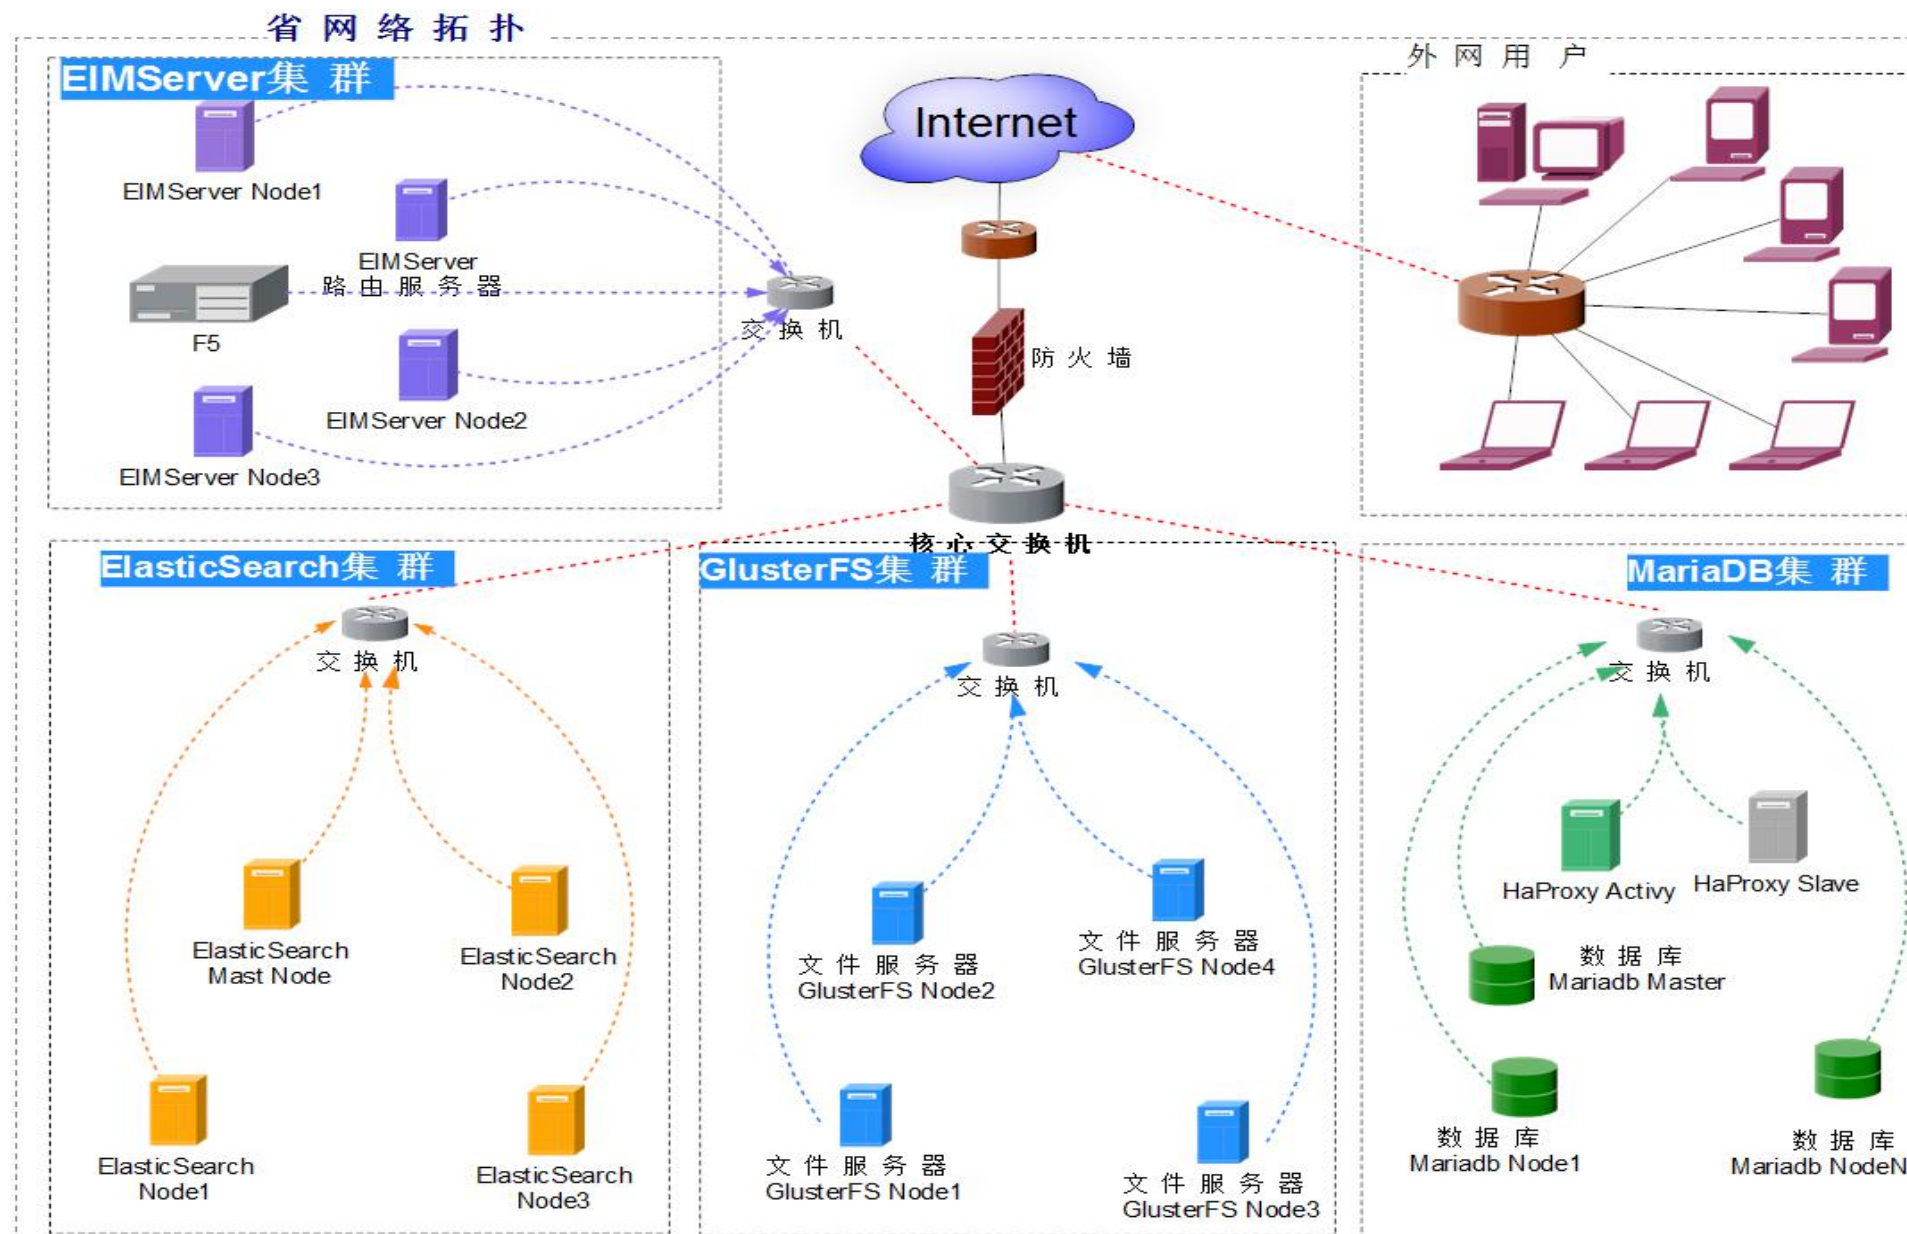 省网络拓扑
EIMServer集群
EIMServer Node1
EIMServer
路由服务器
F5
EIMServer Node2
EIMServer Node3
交换机
Internet
防火墙
核心交换机
外网用户
ElasticSearch集群
交换机
ElasticSearch
Mast Node
ElasticSearch
Node2
ElasticSearch
Node1
ElasticSearch
Node3
GlusterFS集群
交换机
文件服务器
GlusterFS Node2
文件服务器
GlusterFS Node4
文件服务器
GlusterFS Node1
文件服务器
GlusterFS Node3
MariaDB集群
交换机
HaProxy Activy
HaProxy Slave
数据库
Mariadb Master
数据库
Mariadb Node1
数据库
Mariadb NodeN